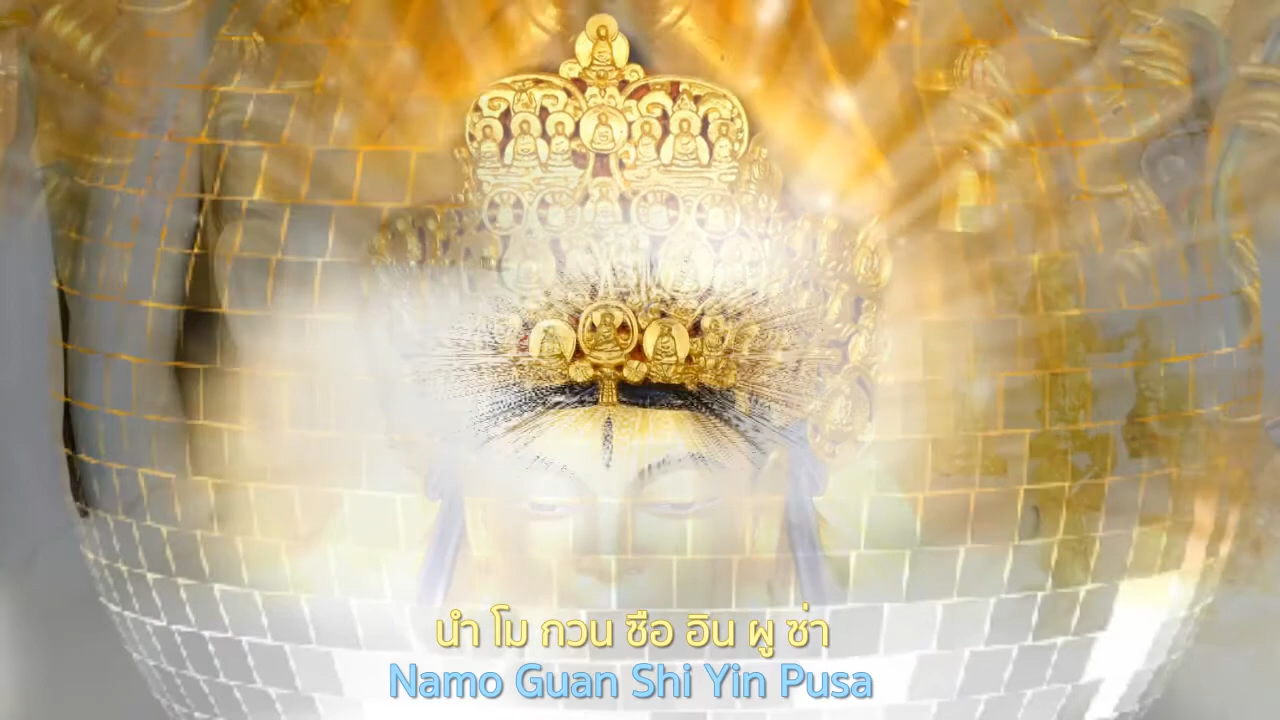 นำ โม กวน ซือ อิน ผู ซ่า
Namo Guan Shi Yin Pusa